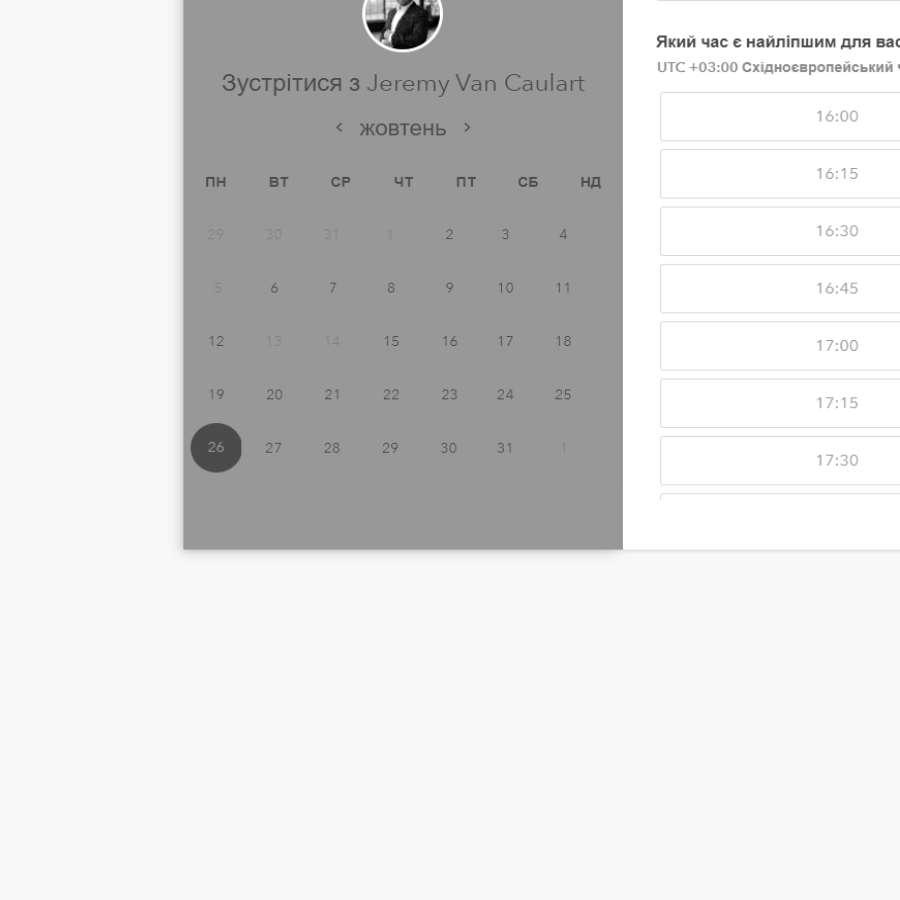 Зустрітися з Jeremy Van Caulart
жовтень
ПН ВТ СР ЧТ ПТ СБ НД
29 30 31 1 2 3 4
5 6 7 8 9 10 11
12 13 14 15 16 17 18
19 20 21 22 23 24 25
26 27 28 29 30 31 1
Який час є найліпшим для вас
UTC +03:00 Східноєвропейський
16:00
16:15
16:30
16:45
17:00
17:15
17:30